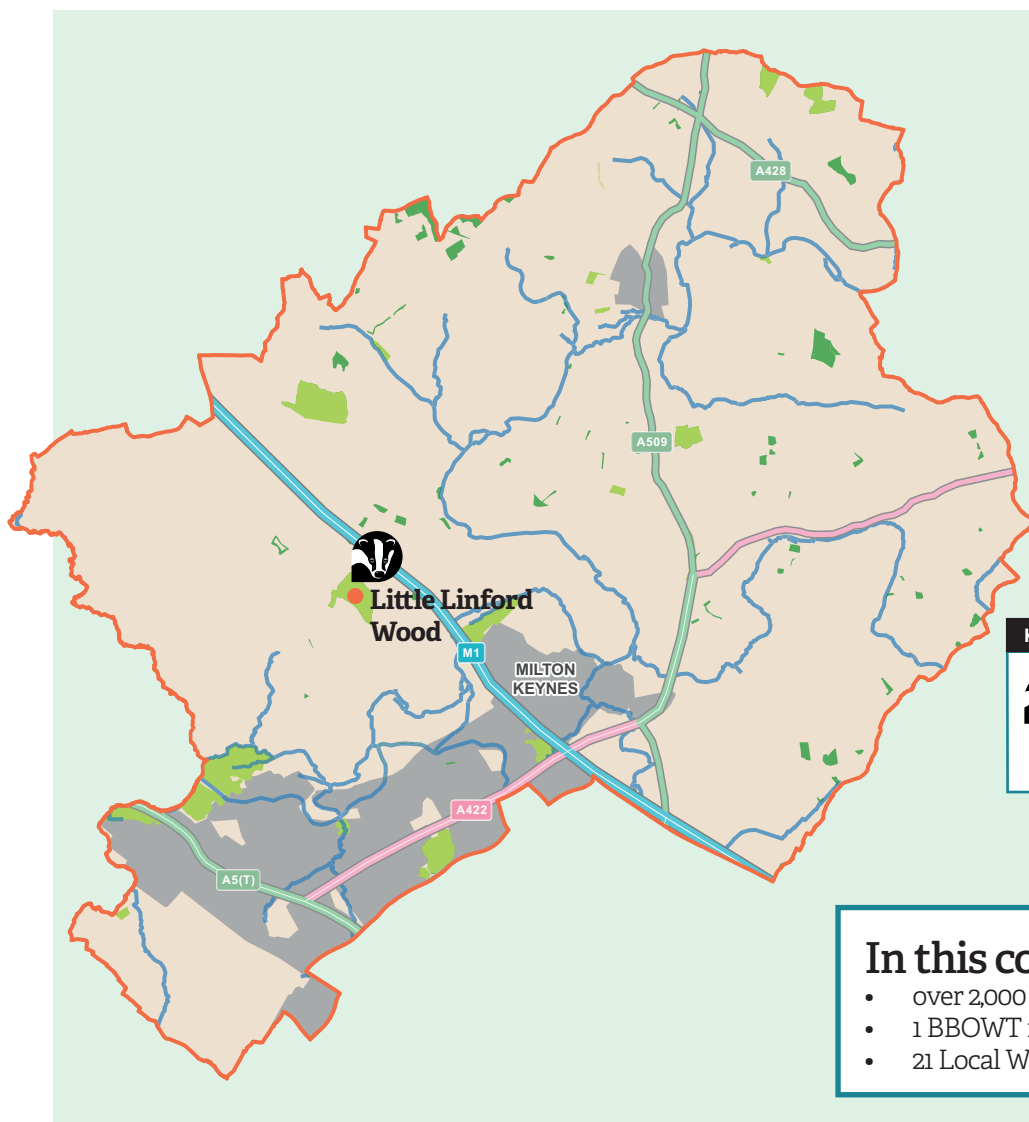 A428
A509
Little Linford
Wood
M1
MILTON
KEYNES
A422
A5(T)
In this
• over 2,000
• 1 BBOWT
• 21 Local